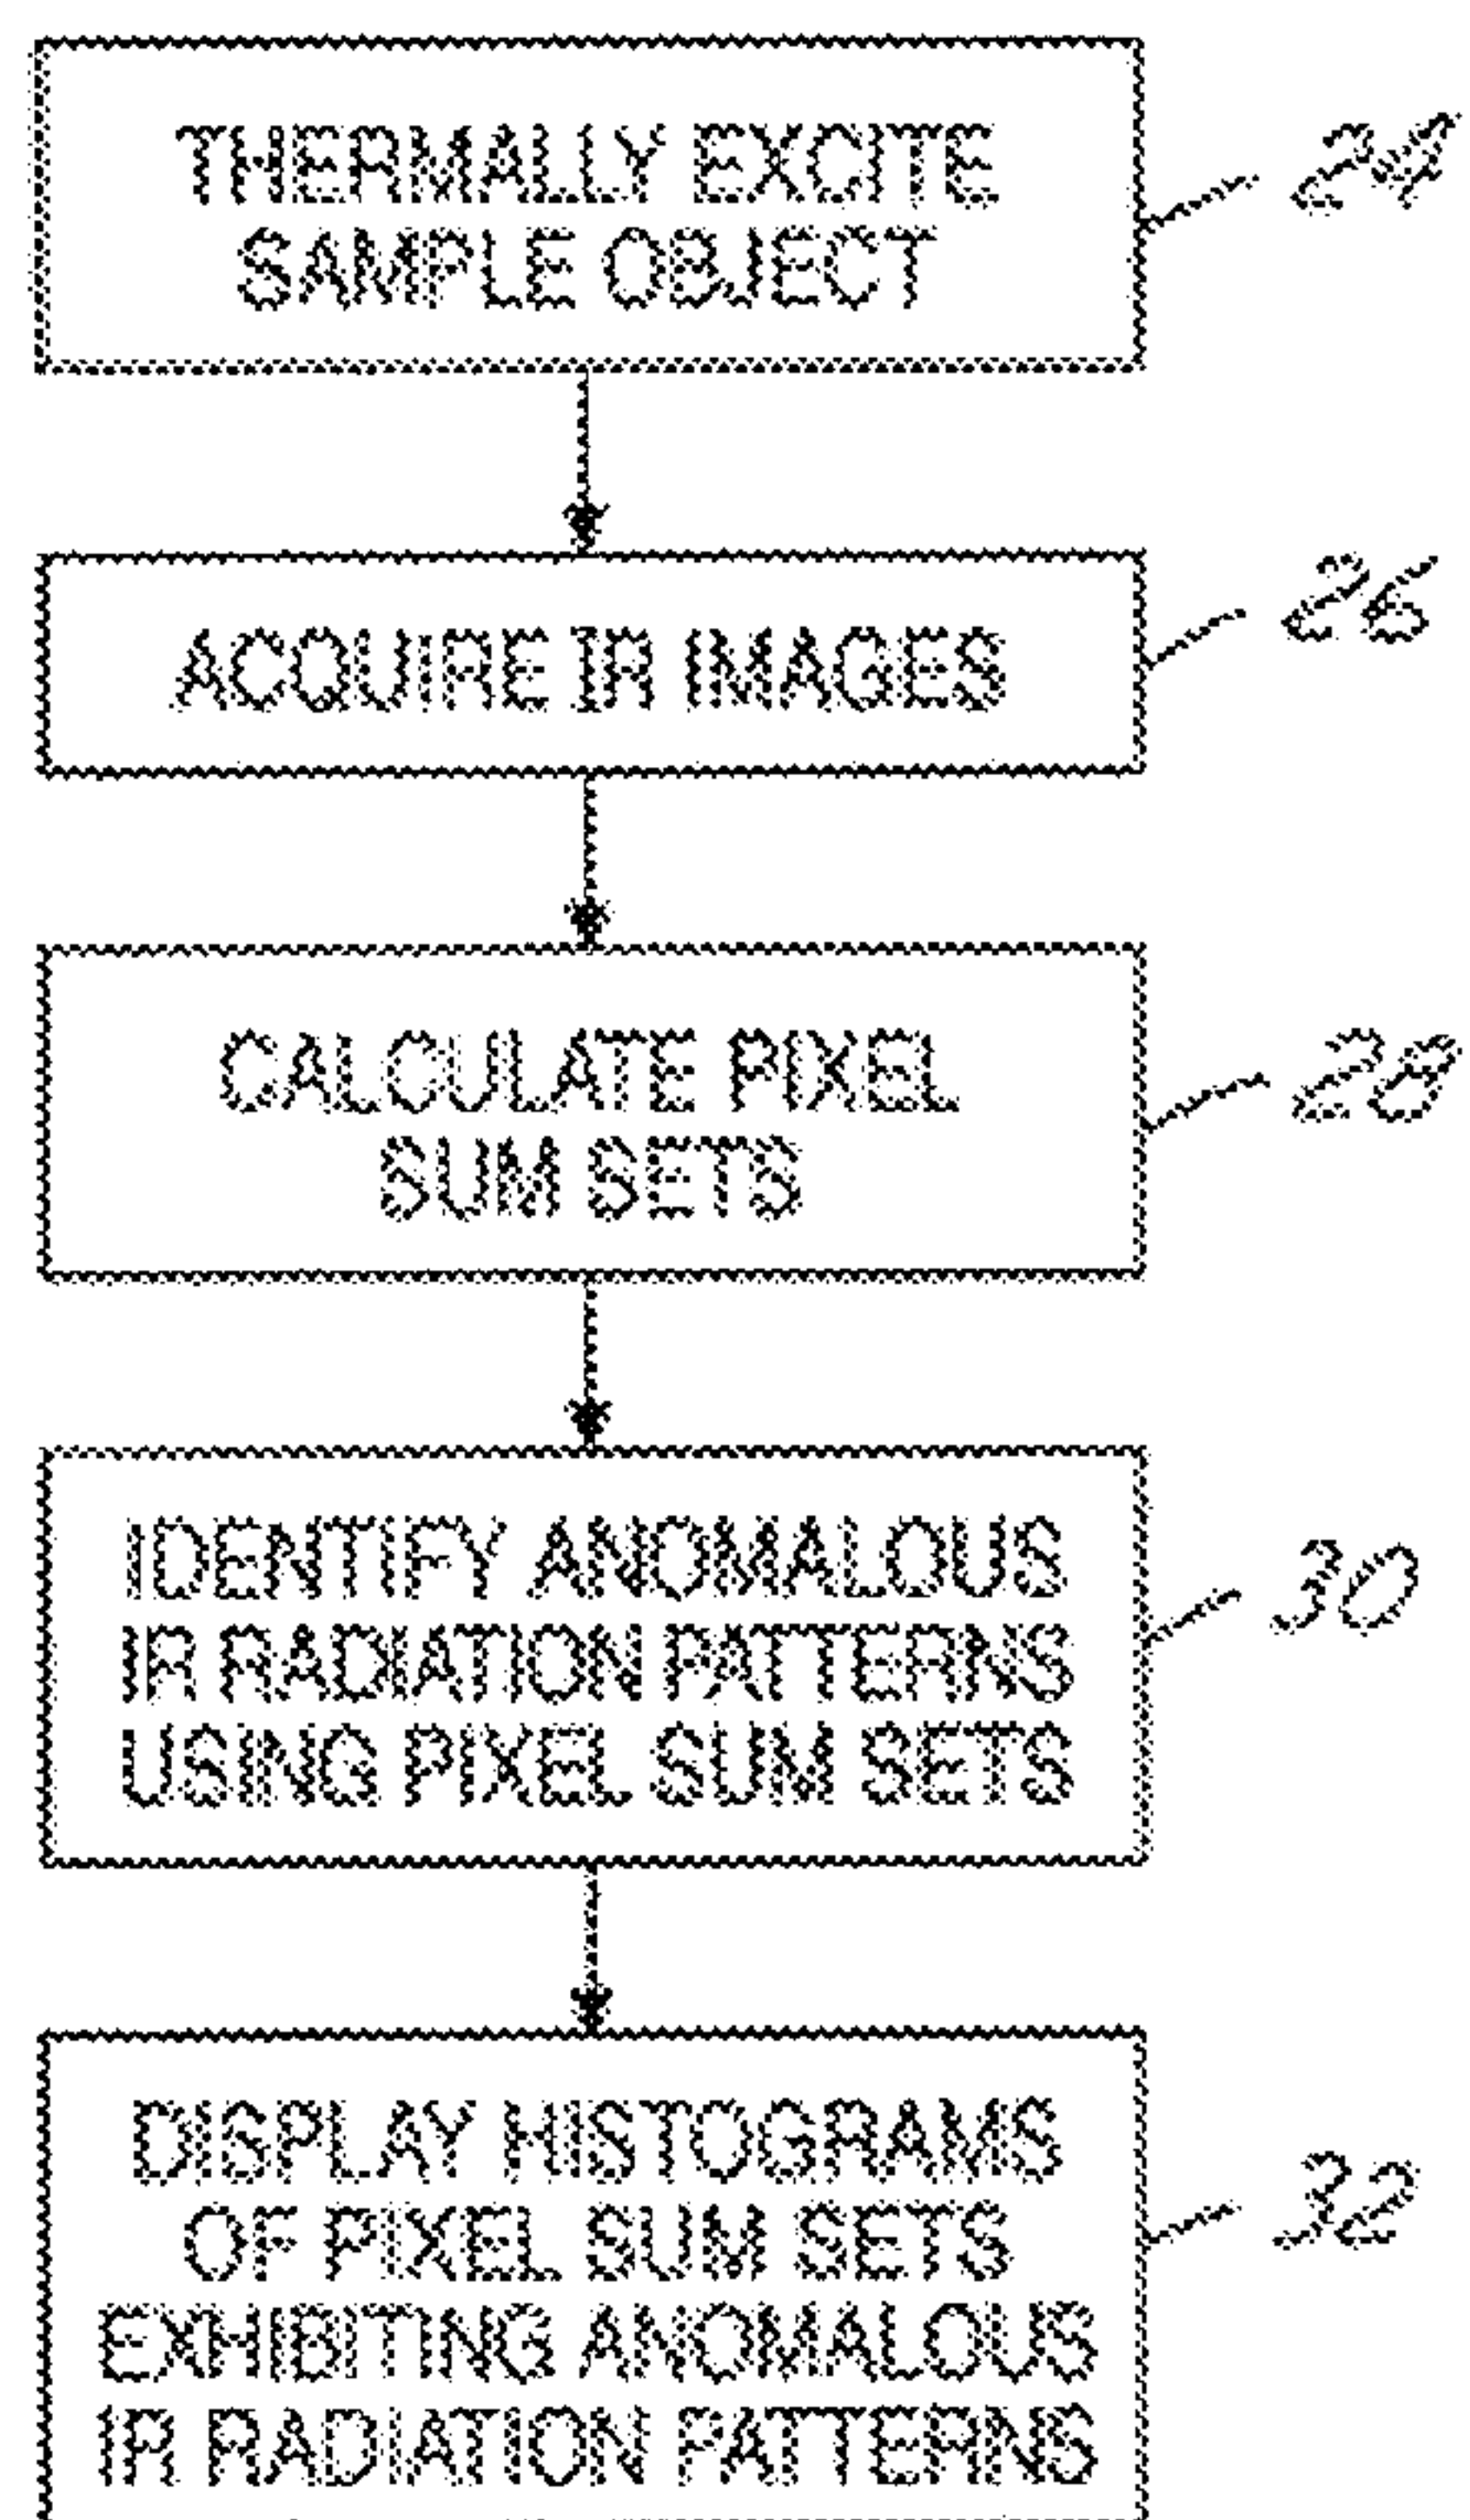 THERMALLY EXCITE
SAMPLE OBJECT
24
ACQUIRE IR IMAGES
26
CALCULATE PIXEL
SUM SETS
28
IDENTIFY ANOMALOUS
IR RADIATION PATTERNS
USING PIXEL SUM SETS
30
DISPLAY HISTOGRAMS
OF PIXEL SUM SETS
EXHIBITING ANOMALOUS
IR RADIATION PATTERNS
32